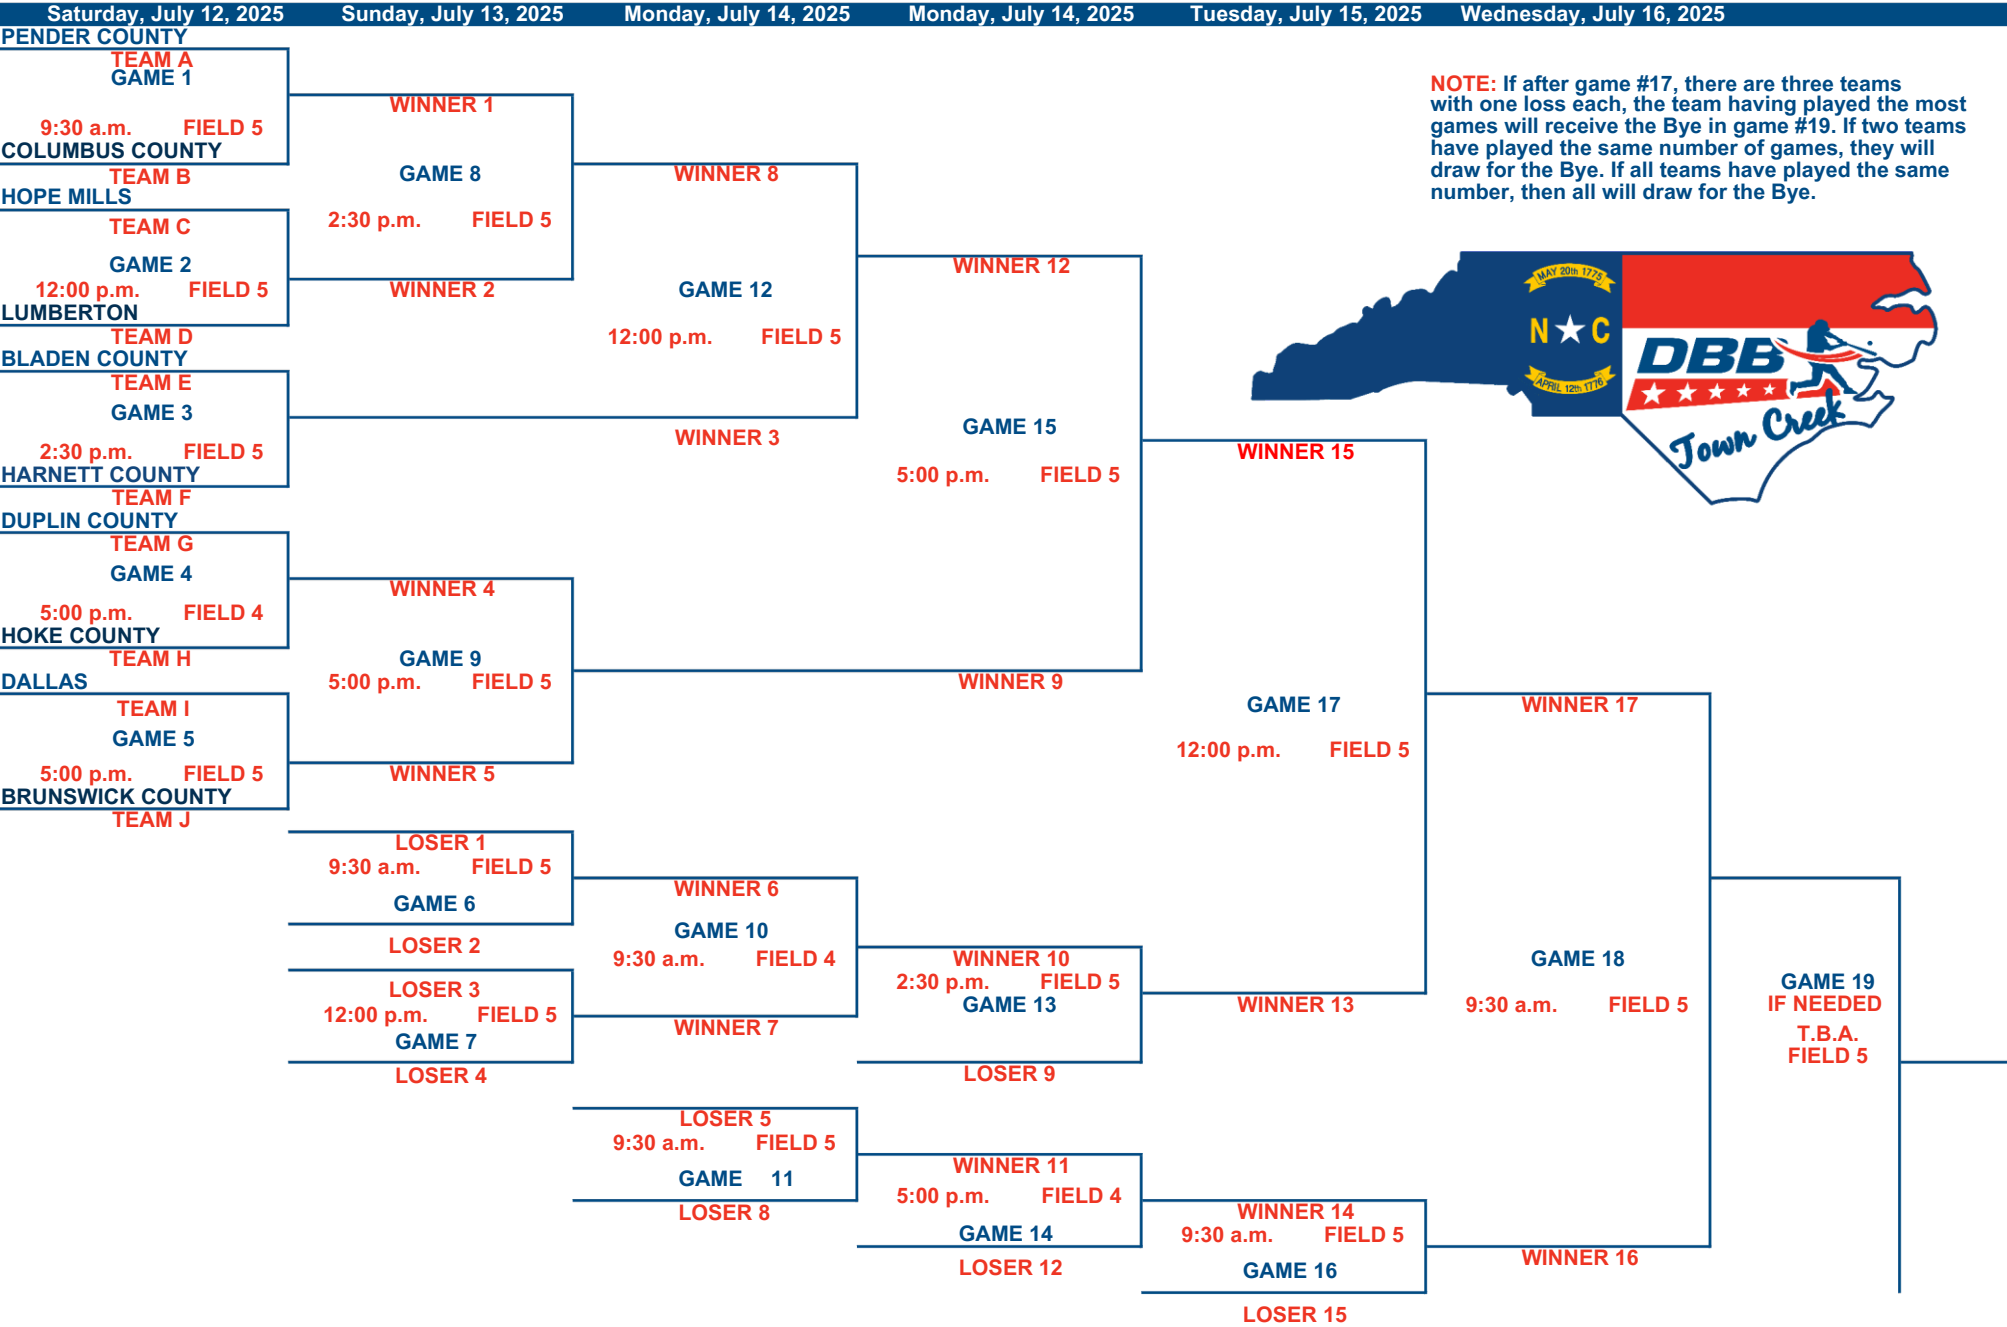 Saturday, July 12, 2025 Sunday, July 13, 2025 Monday, July 14, 2025 Monday, July 14, 2025 Tuesday, July 15, 2025 Wednesday, July 16, 2025
PENDER COUNTY
TEAM A
GAME 1
9:30 a.m. FIELD 5
COLUMBUS COUNTY
TEAM B
HOPE MILLS
TEAM C
GAME 2
12:00 p.m. FIELD 5
LUMBERTON
TEAM D
BLADEN COUNTY
TEAM E
GAME 3
2:30 p.m. FIELD 5
HARNETT COUNTY
TEAM F
DUPLIN COUNTY
TEAM G
GAME 4
5:00 p.m. FIELD 4
HOKE COUNTY
TEAM H
DALLAS
TEAM I
GAME 5
5:00 p.m. FIELD 5
BRUNSWICK COUNTY
TEAM J
WINNER 1
GAME 8
2:30 p.m. FIELD 5
WINNER 2
WINNER 4
GAME 9
5:00 p.m. FIELD 5
WINNER 5
LOSER 1
9:30 a.m. FIELD 5
GAME 6
LOSER 2
LOSER 3
12:00 p.m. FIELD 5
GAME 7
LOSER 4
WINNER 8
GAME 12
12:00 p.m. FIELD 5
WINNER 3
WINNER 6
GAME 10
9:30 a.m. FIELD 4
WINNER 7
LOSER 5
9:30 a.m. FIELD 5
GAME 11
LOSER 8
WINNER 12
GAME 15
5:00 p.m. FIELD 5
WINNER 9
WINNER 10
2:30 p.m. FIELD 5
GAME 13
LOSER 9
WINNER 11
5:00 p.m. FIELD 4
GAME 14
LOSER 12
WINNER 15
GAME 17
12:00 p.m. FIELD 5
WINNER 13
WINNER 14
9:30 a.m. FIELD 5
GAME 16
LOSER 15
NOTE: If after game #17, there are three teams
with one loss each, the team having played the most
games will receive the Bye in game #19. If two teams
have played the same number of games, they will
draw for the Bye. If all teams have played the same
number, then all will draw for the Bye.
MAY 20th 1775
N C
APRIL 12th 1776
DBB
Town Creek
WINNER 17
GAME 18
9:30 a.m. FIELD 5
WINNER 16
GAME 19
IF NEEDED
T.B.A.
FIELD 5